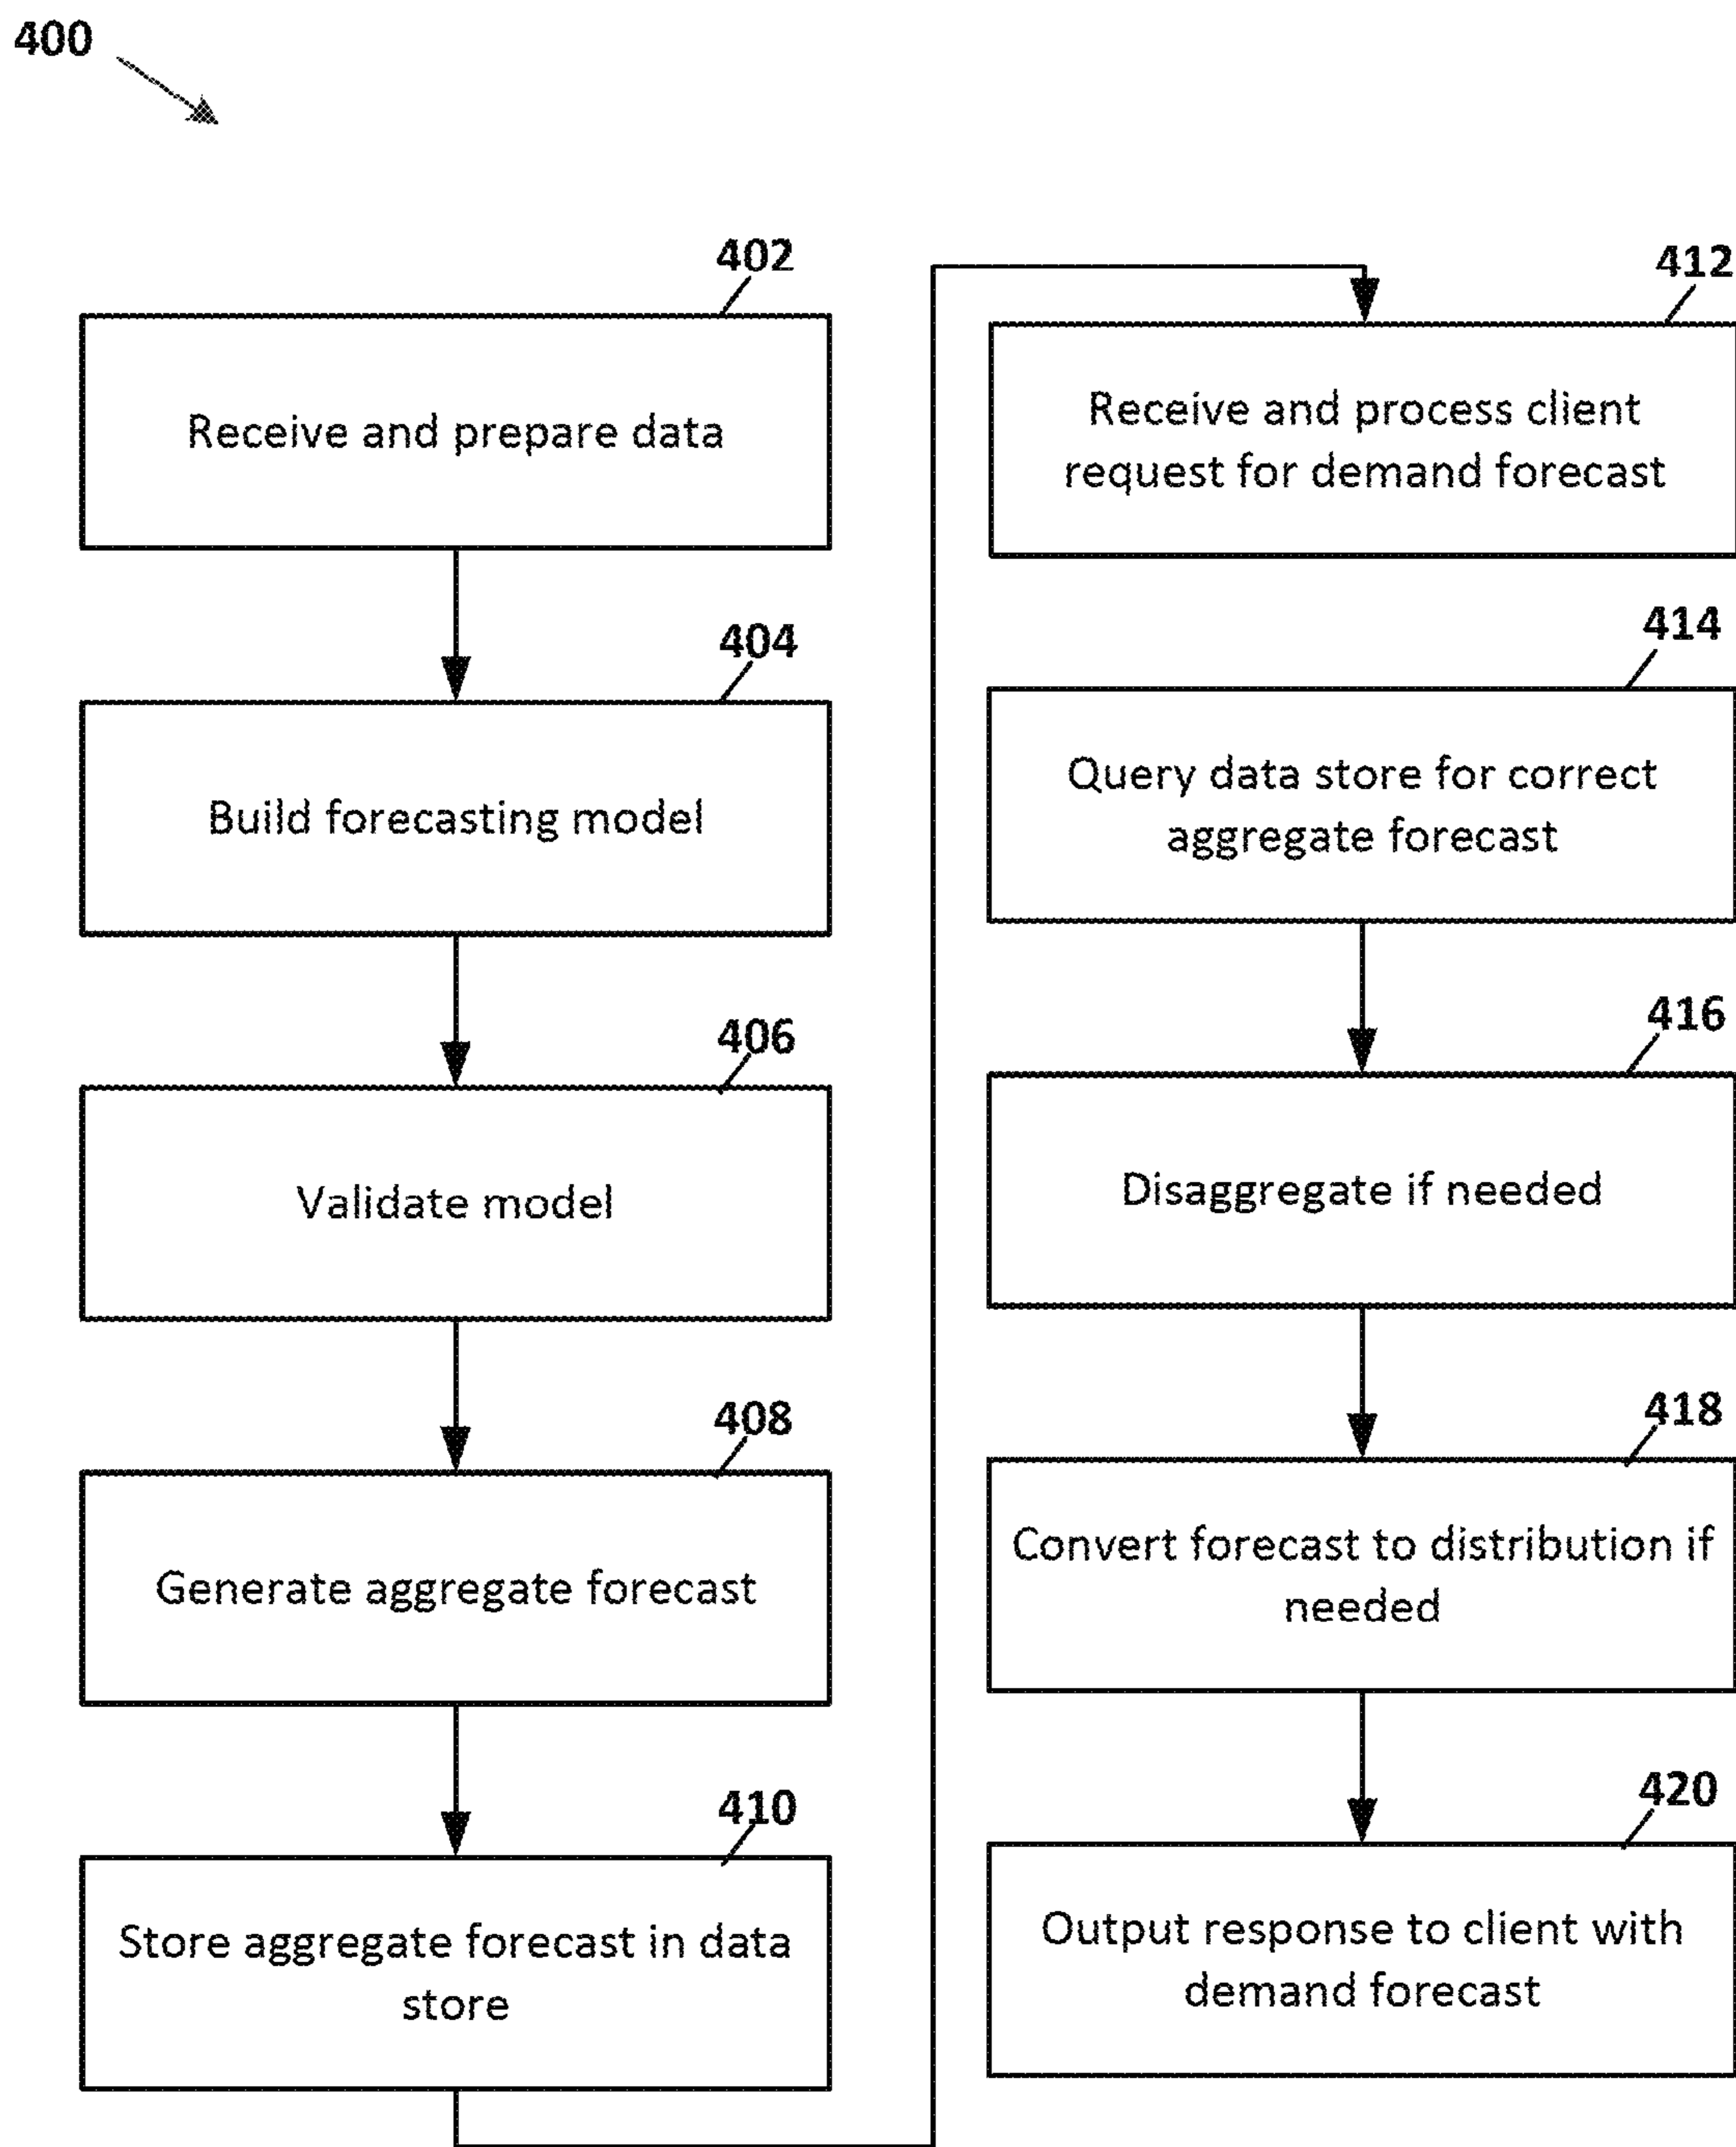 400
402
Receive and prepare data
404
Build forecasting model
406
Validate model
408
Generate aggregate forecast
410
Store aggregate forecast in data
store
412
Receive and process client
request for demand forecast
414
Query data store for correct
aggregate forecast
416
Disaggregate if needed
418
Convert forecast to distribution if
needed
420
Output response to client with
demand forecast